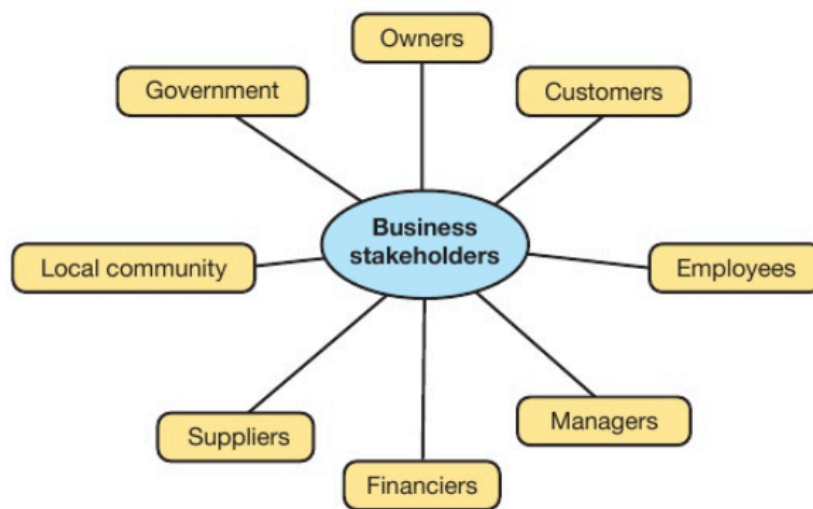 Owners
Government
Customers
Business
stakeholders
Local community
Employees
Suppliers
Managers
Financiers